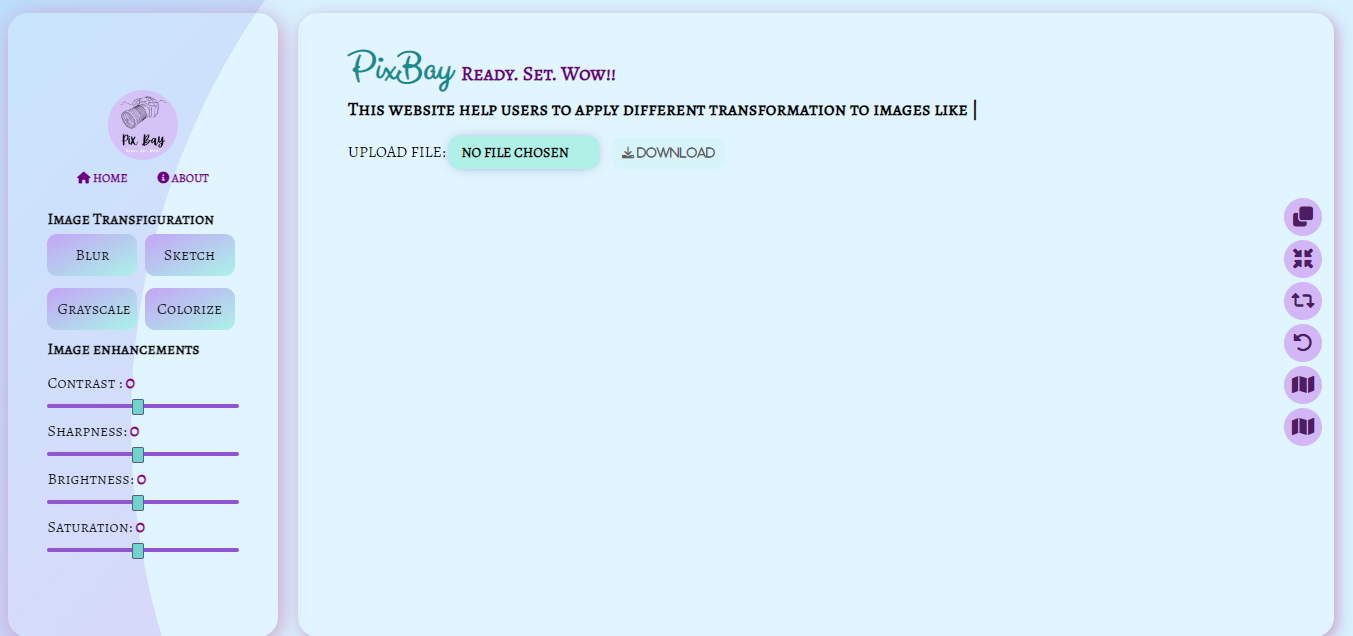 Pix Bay
HOME ABOUT
Image Transfiguration
Blur Sketch
Grayscale Colorize
Image enhancements
Contrast : 0
Sharpness: 0
Brightness: 0
Saturation: 0
PixBay Ready. Set. Wow!!
This website help users to apply different transformation to images like |
UPLOAD FILE: NO FILE CHOSEN DOWNLOAD